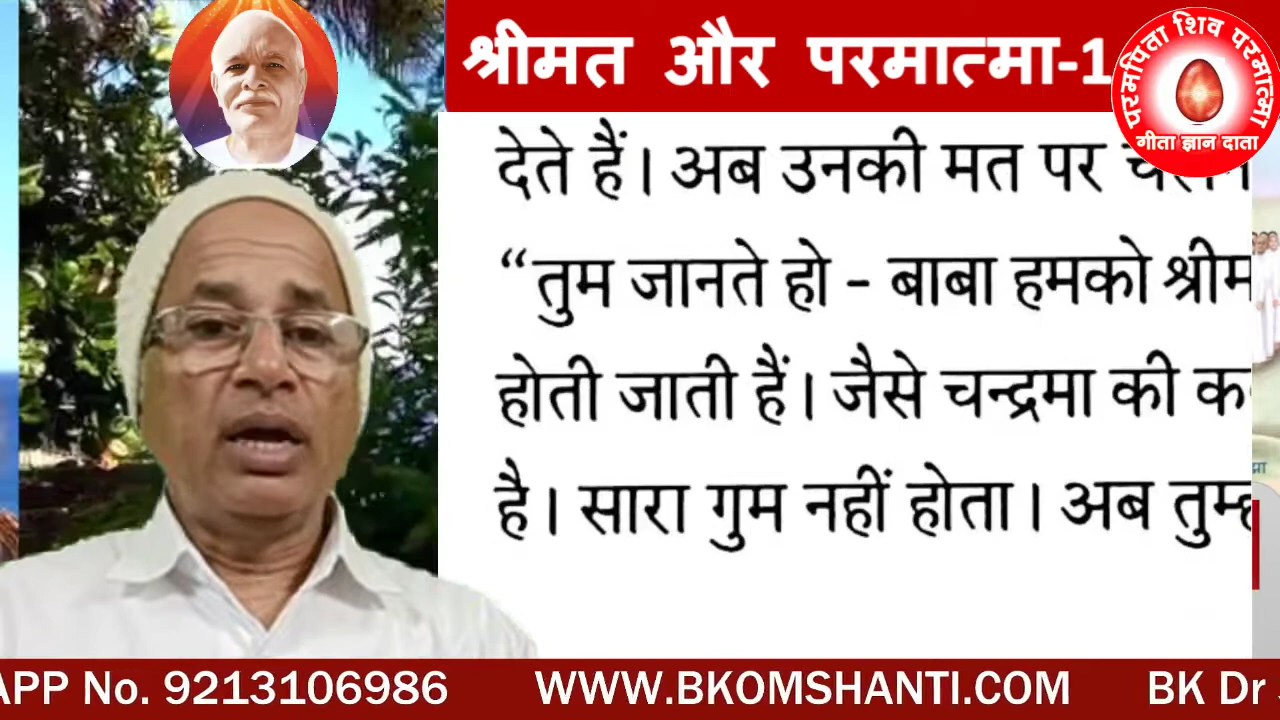 श्रीमत और परमात्मा-1
परमपिता शिव परमात्मा
गीता ज्ञान दाता
देते हैं। अब उनकी मत पर
“तुम जानते हो – बाबा हमको श्रीम
होती जाती हैं। जैसे चन्द्रमा की क
है। सारा गुम नहीं होता। अब तुम्ह
APP No. 9213106986 WWW.BKOMSHANTI.COM BK Dr